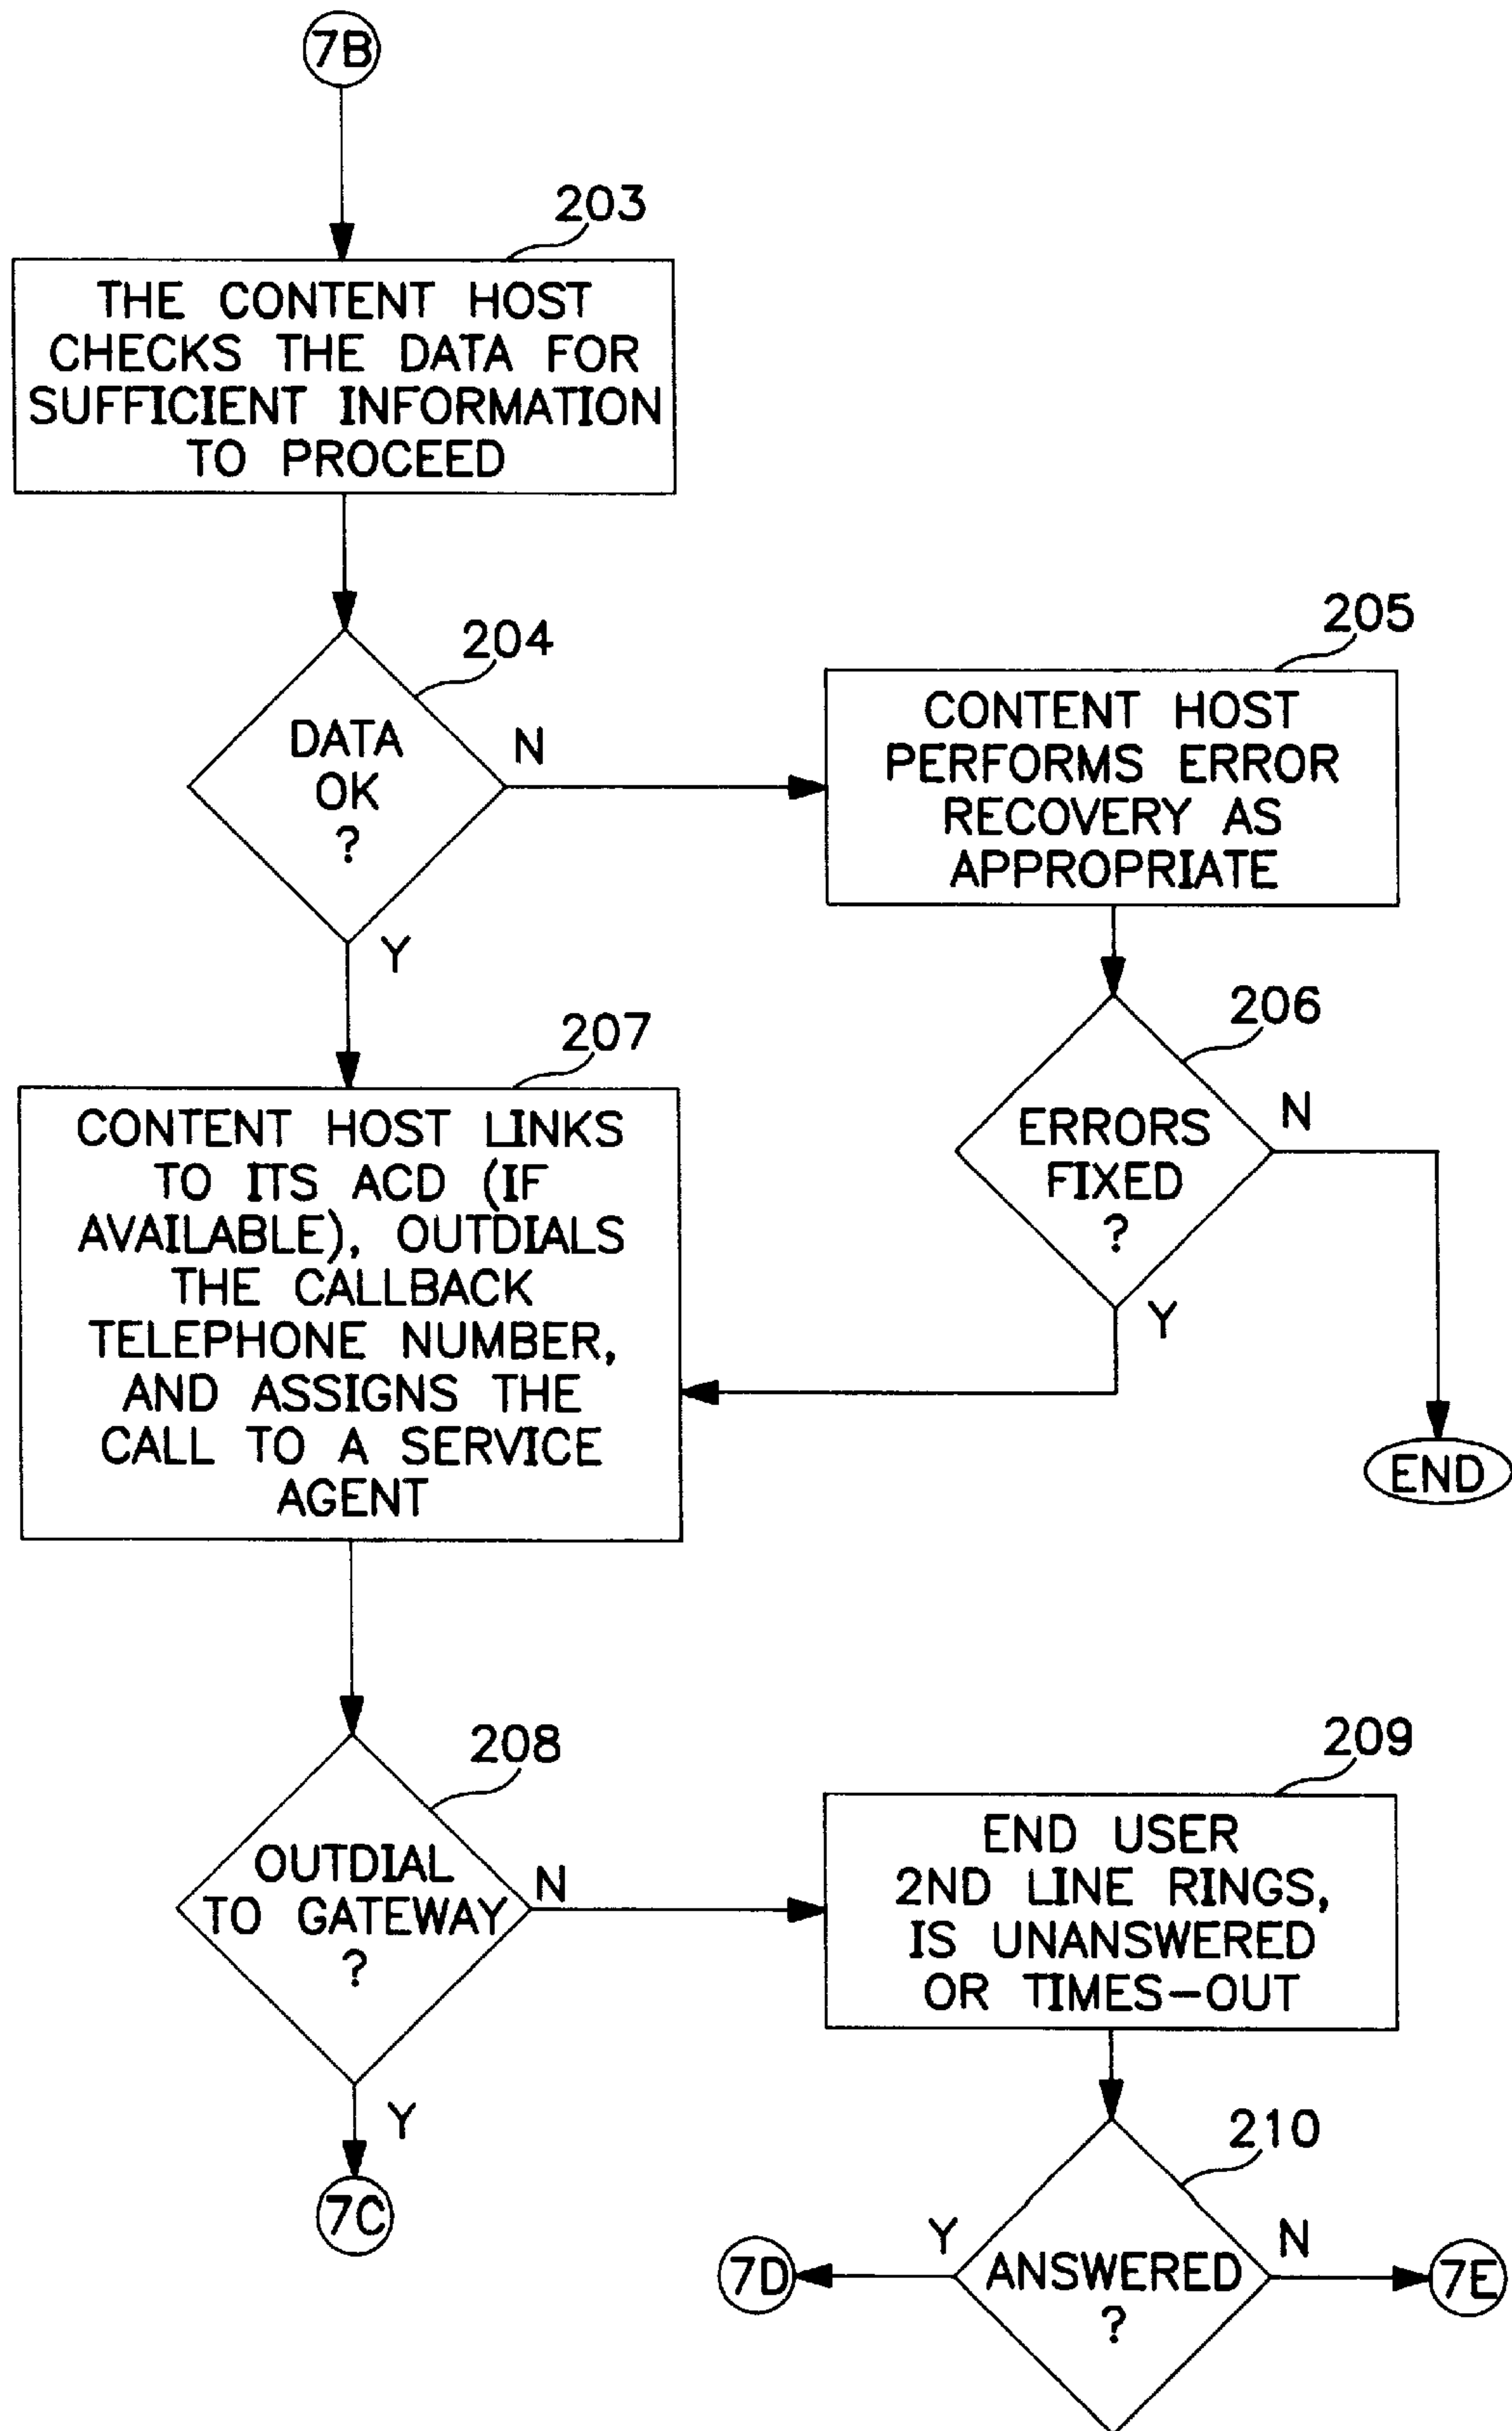 7B
203
THE CONTENT HOST
CHECKS THE DATA FOR
SUFFICIENT INFORMATION
TO PROCEED
204
DATA
OK
?
N
Y
205
CONTENT HOST
PERFORMS ERROR
RECOVERY AS
APPROPRIATE
206
ERRORS
FIXED
?
N
Y
END
207
CONTENT HOST LINKS
TO ITS ACD (IF
AVAILABLE), OUTDIALS
THE CALLBACK
TELEPHONE NUMBER,
AND ASSIGNS THE
CALL TO A SERVICE
AGENT
208
OUTDIAL
TO GATEWAY
?
N
Y
7C
209
END USER
2ND LINE RINGS,
IS UNANSWERED
OR TIMES-OUT
210
ANSWERED
?
Y
N
7D
7E